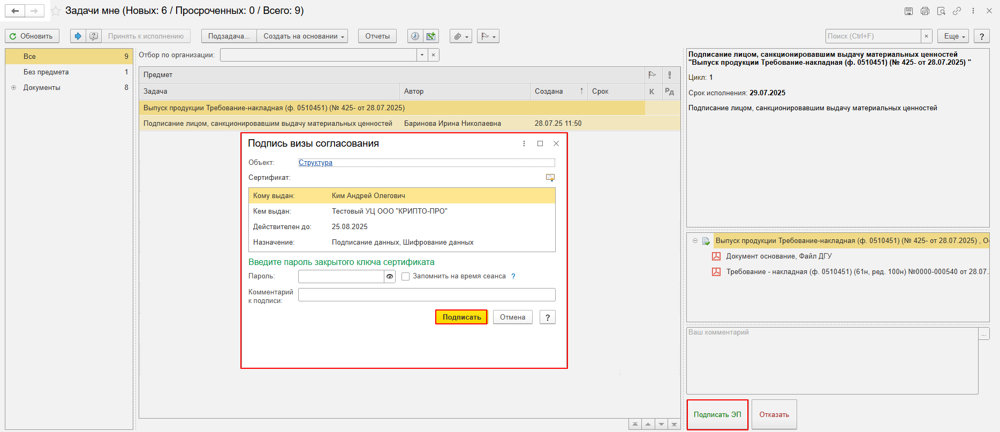 Задачи мне (Новых: 6 / Просроченных: 0 / Всего: 9)
Обновить
Принять к исполнению
Подзадача...
Создать на основании
Отчеты
Поиск (Ctrl+F)
×
Еще
?
Все 9
Без предмета 1
Документы 8
Отбор по организации:
Предмет
Задача Автор Создана ↑ Срок К Рд
Выпуск продукции Требование-накладная (ф. 0510451) (№ 425- от 28.07.2025)
Подписание лицом, санкционировавшим выдачу материальных ценностей Баринова Ирина Николаевна 28.07.25 11:50
Подпись визы согласования
Объект: Структура
Сертификат:
Кому выдан: Ким Андрей Олегович
Кем выдан: Тестовый УЦ ООО "КРИПТО-ПРО"
Действителен до: 25.08.2025
Назначение: Подписание данных, Шифрование данных
Введите пароль закрытого ключа сертификата
Пароль: Запомнить на время сеанса ?
Комментарий
к подписи:
Подписать Отмена ?
Подписание лицом, санкционировавшим выдачу материальных ценностей
"Выпуск продукции Требование-накладная (ф. 0510451) (№ 425- от 28.07.2025) "
Цикл: 1
Срок исполнения: 29.07.2025
Подписание лицом, санкционировавшим выдачу материальных ценностей
Выпуск продукции Требование-накладная (ф. 0510451) (№ 425- от 28.07.2025) , О
Документ основание, Файл ДГУ
Требование - накладная (ф. 0510451) (61н, ред. 100н) №0000-000540 от 28.07.
Ваш комментарий
...
Подписать ЭП Отказать